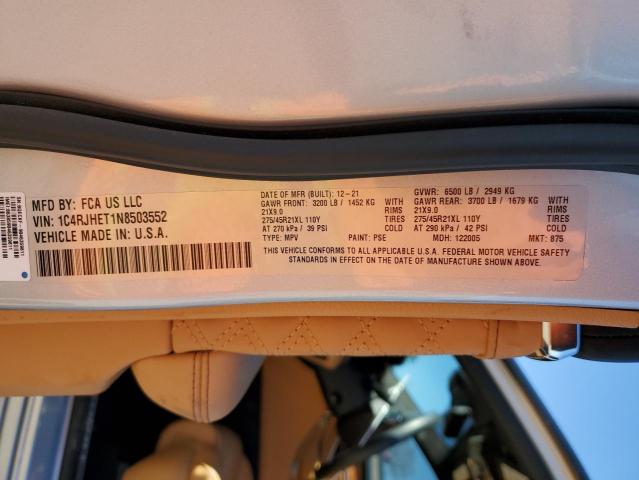 MFD BY: FCA US LLC
VIN: 1C4RJHET1N8503552
VEHICLE MADE IN: U.S.A.
DATE OF MFR (BUILT): 12-21 GVWR: 6500 LB / 2949 KG
GAWR FRONT: 3200 LB / 1452 KG WITH GAWR REAR: 3700 LB / 1679 KG WITH
21X9.0 RIMS 21X9.0 RIMS
275/45R21XL 110Y TIRES 275/45R21XL 110Y TIRES
AT 270 kPa / 39 PSI COLD AT 290 kPa / 42 PSI COLD
TYPE: MPV PAINT: PSE MDH: 122005 MKT: 875
THIS VEHICLE CONFORMS TO ALL APPLICABLE U.S.A. FEDERAL MOTOR VEHICLE SAFETY
STANDARDS IN EFFECT ON THE DATE OF MANUFACTURE SHOWN ABOVE.